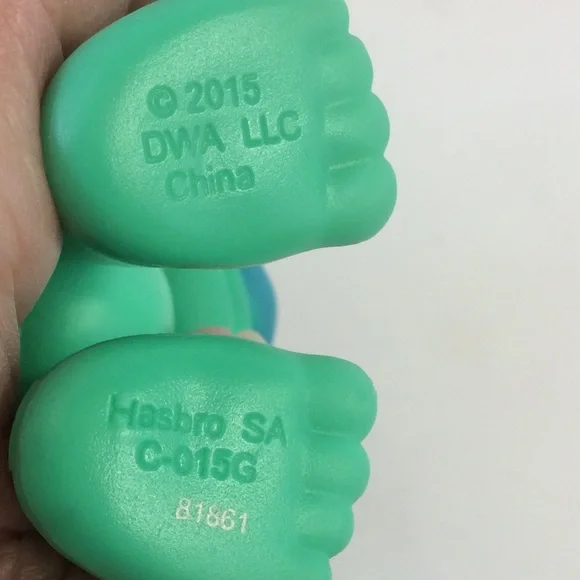 © 2015
DWA LLC
China
Hasbro SA
C-015G
81861